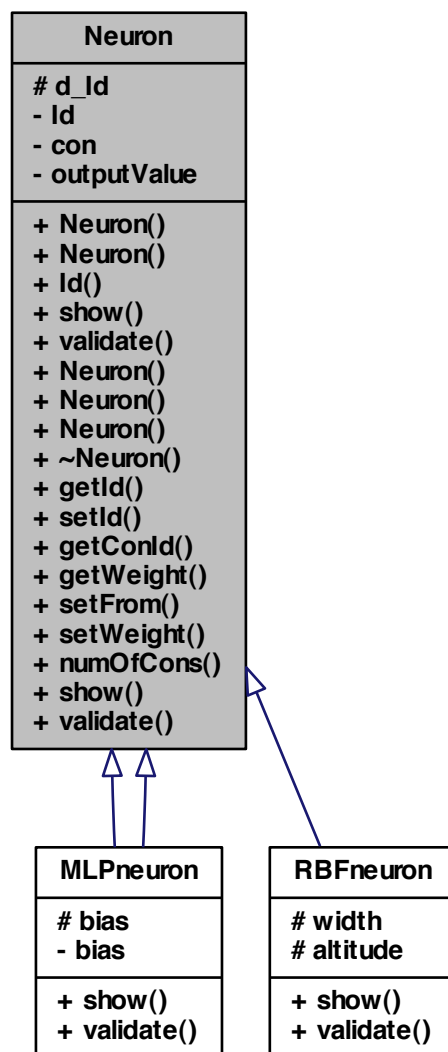 Neuron
# d_Id
- Id
- con
- outputValue
+ Neuron()
+ Neuron()
+ Id()
+ show()
+ validate()
+ Neuron()
+ Neuron()
+ Neuron()
+ ~Neuron()
+ getId()
+ setId()
+ getConId()
+ getWeight()
+ setFrom()
+ setWeight()
+ numOfCons()
+ show()
+ validate()
MLPneuron
# bias
- bias
+ show()
+ validate()
RBFneuron
# width
# altitude
+ show()
+ validate()